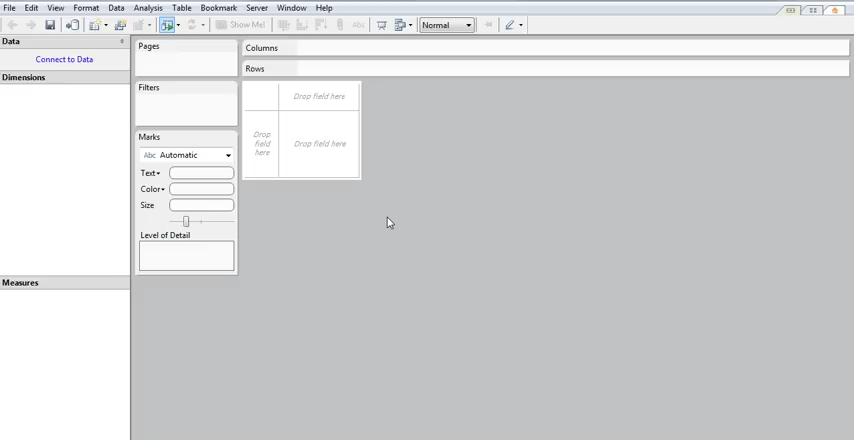 File Edit View Format Data Analysis Table Bookmark Server Window Help
Show Me! Abc Normal
Data
Connect to Data
Dimensions
Measures
Pages
Filters
Marks
Abc Automatic
Text
Color
Size
Level of Detail
Columns
Rows
Drop field here
Drop
field
here
Drop field here